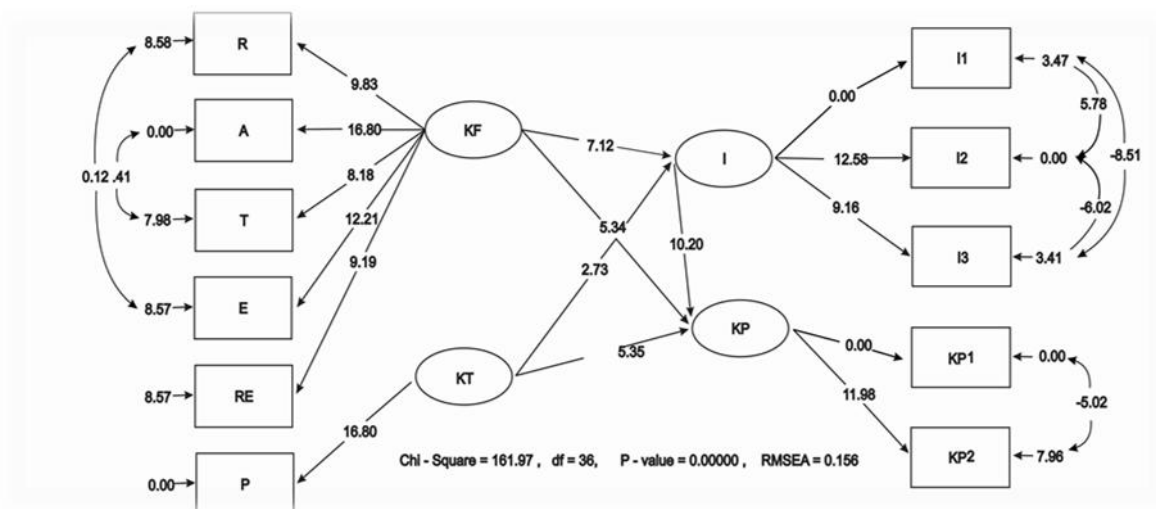 8.58
R
9.83
0.00
A
16.80
KF
0.12 .41
7.98
T
8.18
8.57
E
12.21
8.57
RE
9.19
0.00
P
16.80
KT
7.12
5.34
2.73
5.35
I
10.20
KP
0.00
I1
3.47
12.58
I2
0.00
9.16
I3
3.41
5.78
-8.51
-6.02
0.00
KP1
0.00
11.98
KP2
7.96
-5.02
Chi - Square = 161.97 , df = 36, P - value = 0.00000 , RMSEA = 0.156